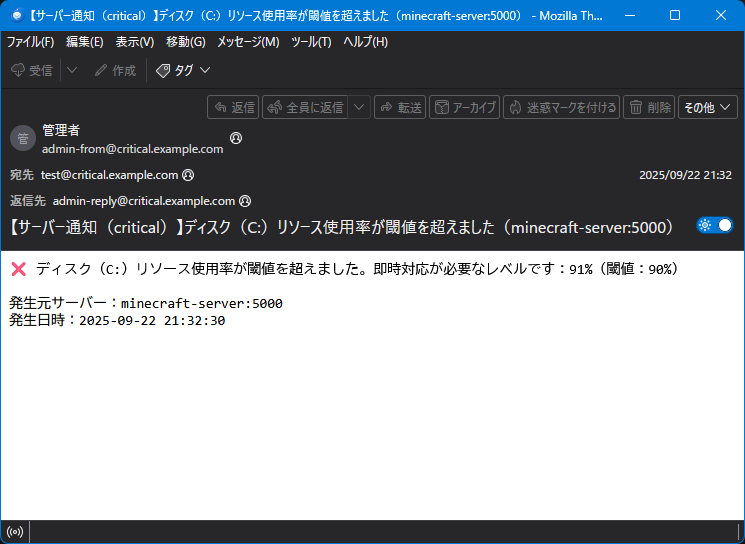 【サーバー通知（critical）】ディスク（C:）リソース使用率が閾値を超えました（minecraft-server:5000） - Mozilla Th...
ファイル(F) 編集(E) 表示(V) 移動(G) メッセージ(M) ツール(T) ヘルプ(H)
受信 作成 タグ
返信 全員に返信 転送 アーカイブ 迷惑マークを付ける 削除 その他
管 管理者
admin-from@critical.example.com
宛先 test@critical.example.com 2025/09/22 21:32
返信先 admin-reply@critical.example.com
【サーバー通知（critical）】ディスク（C:）リソース使用率が閾値を超えました（minecraft-server:5000）
❌ ディスク（C:）リソース使用率が閾値を超えました。即時対応が必要なレベルです：91%（閾値：90%）
発生元サーバー：minecraft-server:5000
発生日時：2025-09-22 21:32:30